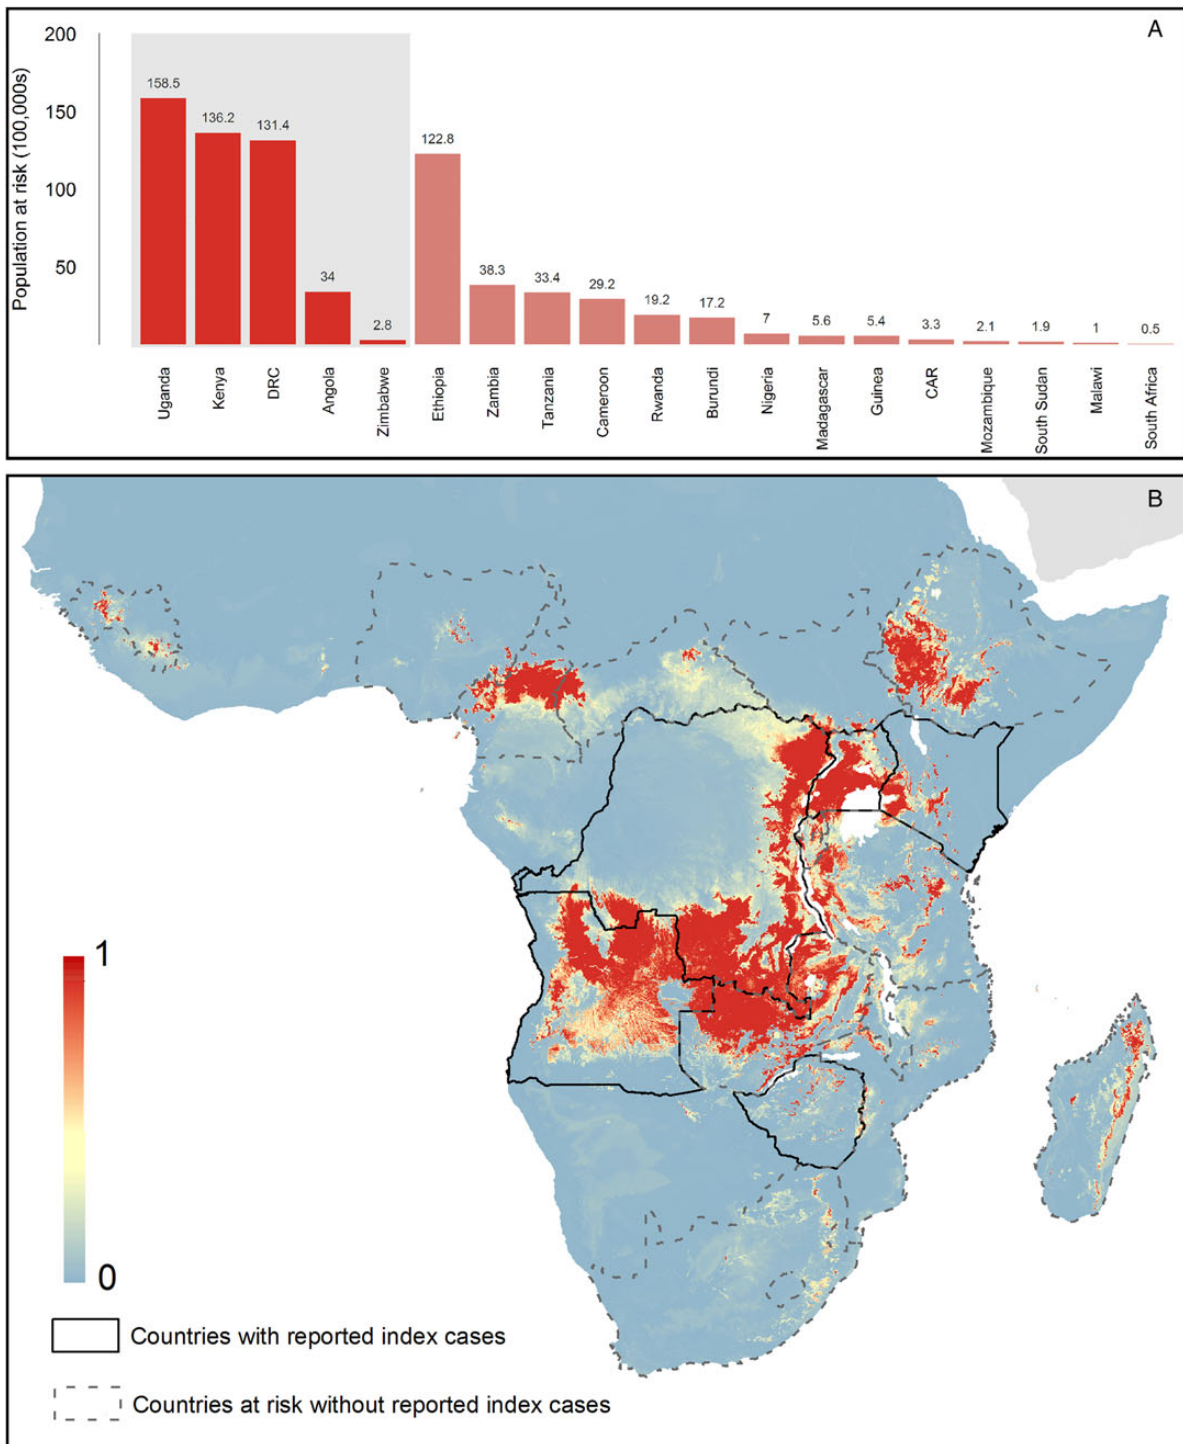 A
Population at risk (100,000s)
200
150
100
50
158.5
136.2
131.4
34
2.8
122.8
38.3
33.4
29.2
19.2
17.2
7
5.6
5.4
3.3
2.1
1.9
1
0.5
Uganda
Kenya
DRC
Angola
Zimbabwe
Ethiopia
Zambia
Tanzania
Cameroon
Rwanda
Burundi
Nigeria
Madagascar
Guinea
CAR
Mozambique
South Sudan
Malawi
South Africa
B
1
0
Countries with reported index cases
Countries at risk without reported index cases